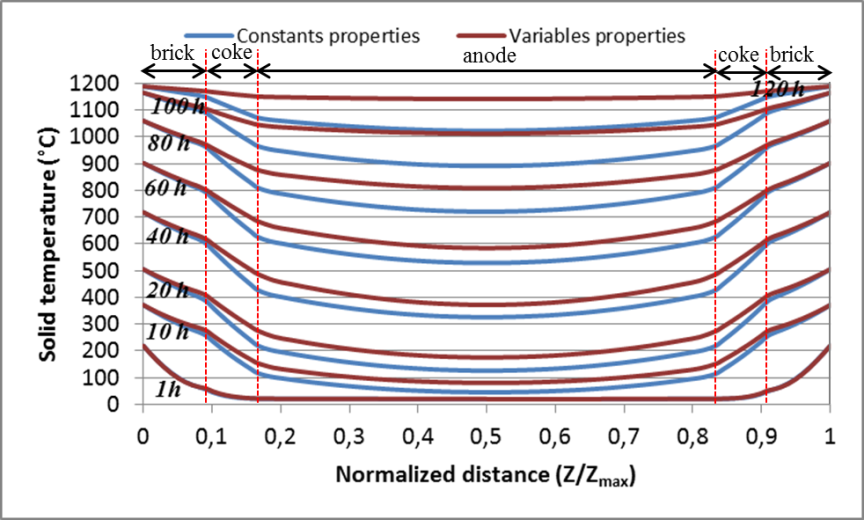 Constants properties Variables properties
brick coke anode coke brick
1200
1100
1000
900
800
700
600
500
400
300
200
100
0
120 h
100 h
80 h
60 h
40 h
20 h
10 h
1h
Solid temperature (°C)
0 0,1 0,2 0,3 0,4 0,5 0,6 0,7 0,8 0,9 1
Normalized distance (Z/Zmax)